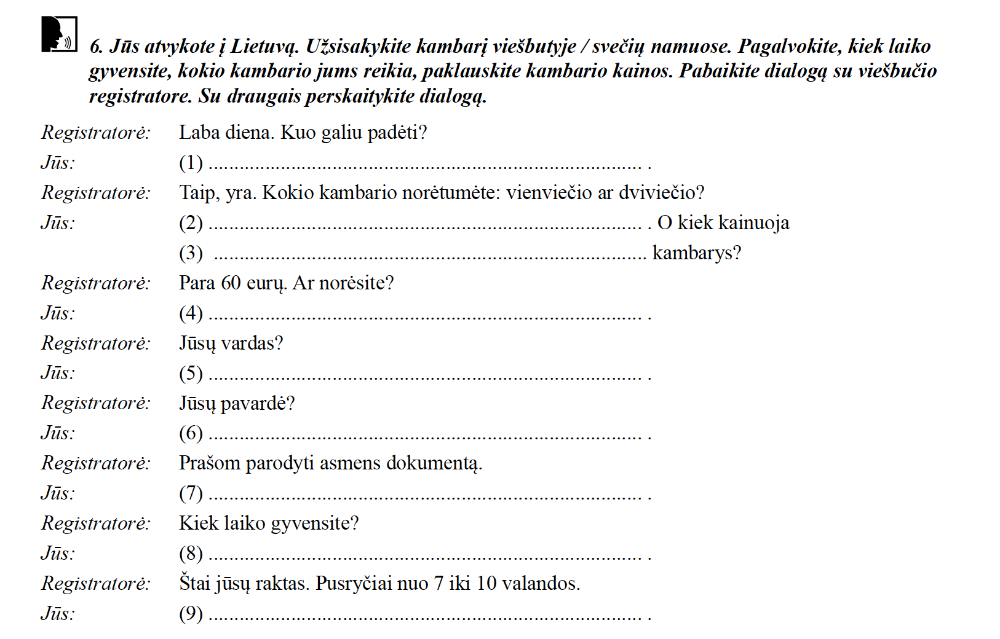 6. Jūs atvykote į Lietuvą. Užsisakykite kambarį viešbutyje / svečių namuose. Pagalvokite, kiek laiko
gyvensite, kokio kambario jums reikia, paklauskite kambario kainos. Pabaikite dialogą su viešbučio
registratore. Su draugais perskaitykite dialogą.
Registratorė: Laba diena. Kuo galiu padėti?
Jūs: (1) .................................................................................... .
Registratorė: Taip, yra. Kokio kambario norėtumėte: vienviečio ar dviviečio?
Jūs: (2) .................................................................................... . O kiek kainuoja
(3) .................................................................................... kambarys?
Registratorė: Para 60 eurų. Ar norėsite?
Jūs: (4) .................................................................................... .
Registratorė: Jūsų vardas?
Jūs: (5) .................................................................................... .
Registratorė: Jūsų pavardė?
Jūs: (6) .................................................................................... .
Registratorė: Prašom parodyti asmens dokumentą.
Jūs: (7) .................................................................................... .
Registratorė: Kiek laiko gyvensite?
Jūs: (8) .................................................................................... .
Registratorė: Štai jūsų raktas. Pusryčiai nuo 7 iki 10 valandos.
Jūs: (9) .................................................................................... .